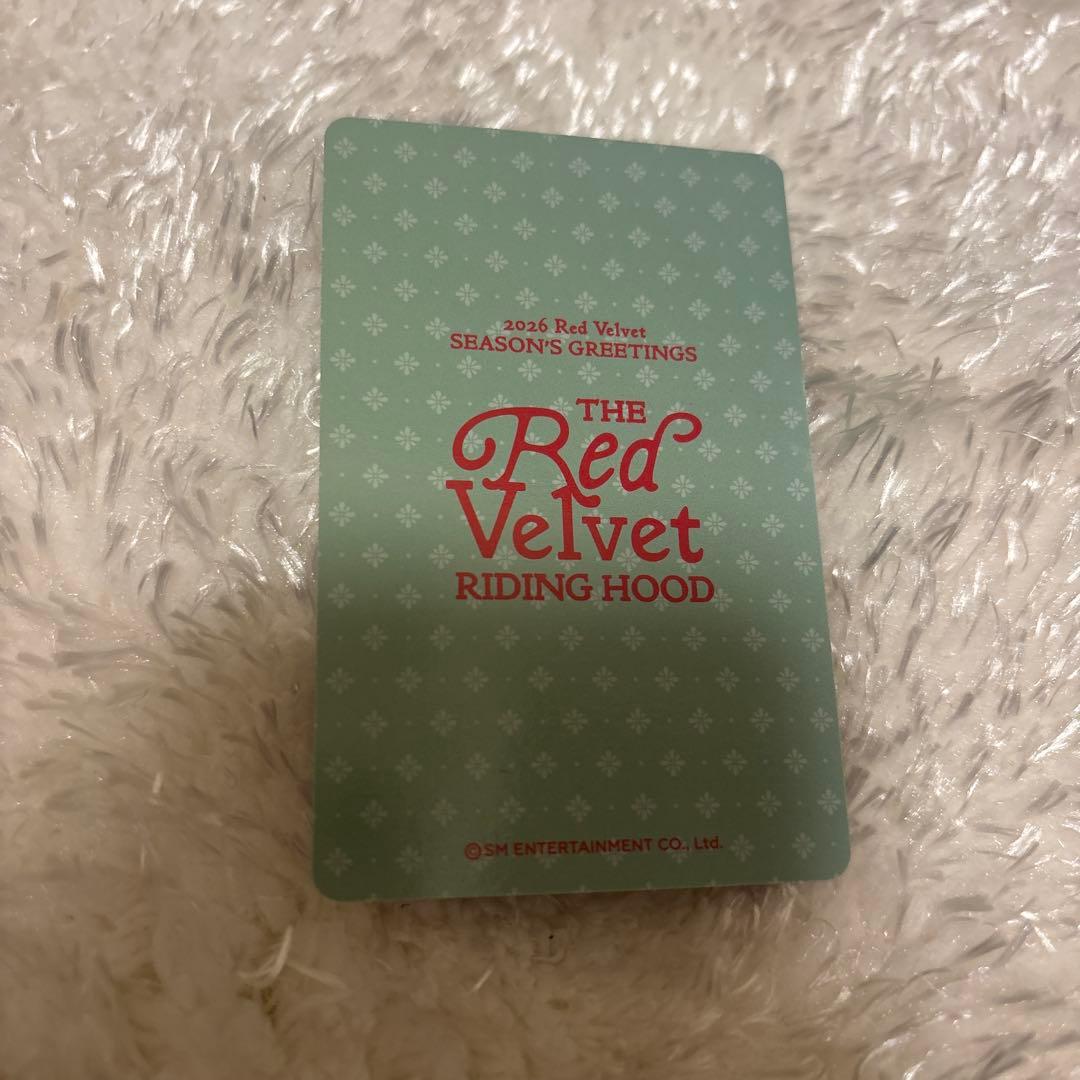 2026 Red Velvet
SEASON'S GREETINGS
THE
Red
Velvet
RIDING HOOD
©SM ENTERTAINMENT CO., Ltd.